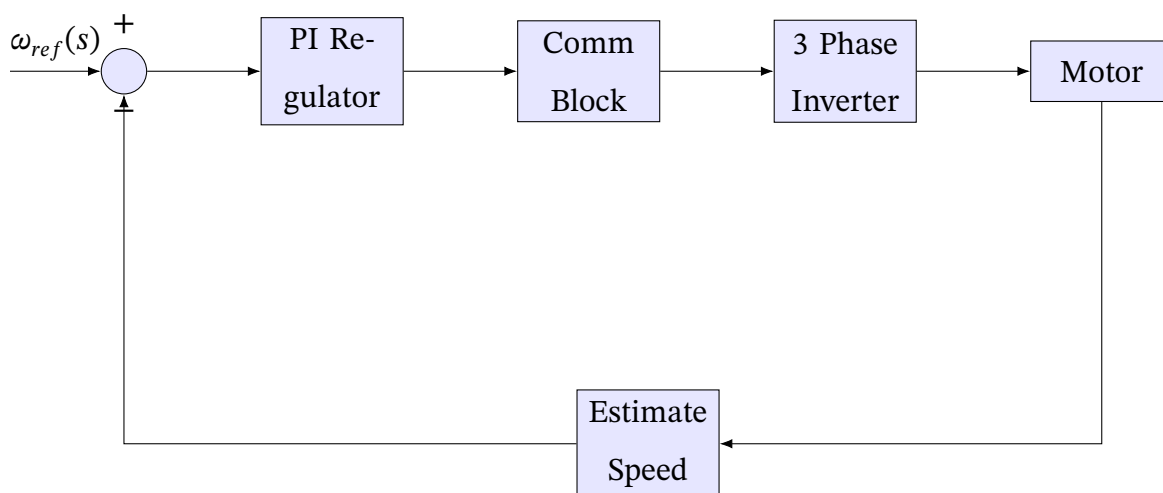 +
ω_ref(s)
PI Re-
gulator
Comm
Block
3 Phase
Inverter
Motor
−
Estimate
Speed